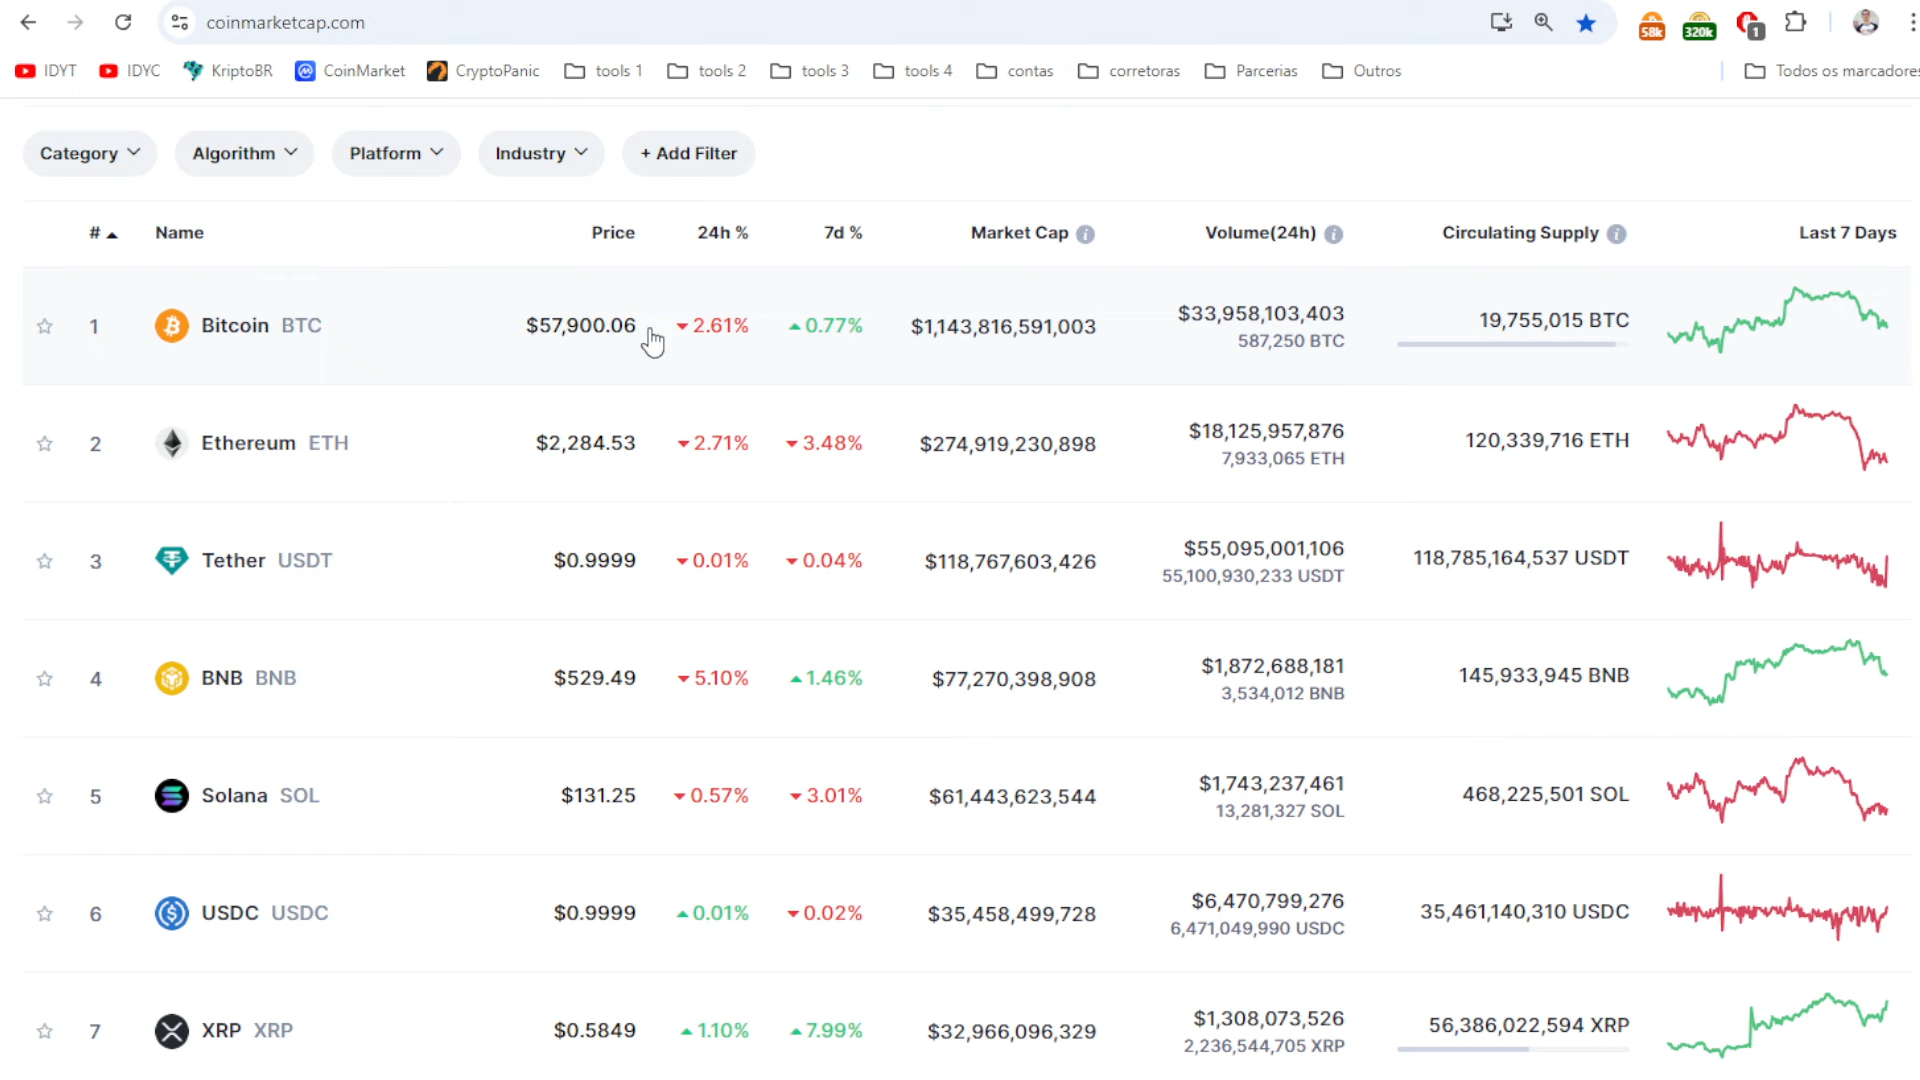 coinmarketcap.com
58k
320k
1
IDYT
IDYC
KriptoBR
CoinMarket
CryptoPanic
tools 1
tools 2
tools 3
tools 4
contas
corretoras
Parcerias
Outros
Todos os marcadores
Category
Algorithm
Platform
Industry
+ Add Filter
# Name Price 24h % 7d % Market Cap Volume(24h) Circulating Supply Last 7 Days
1 Bitcoin BTC $57,900.06 2.61% 0.77% $1,143,816,591,003 $33,958,103,403 19,755,015 BTC
587,250 BTC
2 Ethereum ETH $2,284.53 2.71% 3.48% $274,919,230,898 $18,125,957,876 120,339,716 ETH
7,933,065 ETH
3 Tether USDT $0.9999 0.01% 0.04% $118,767,603,426 $55,095,001,106 118,785,164,537 USDT
55,100,930,233 USDT
4 BNB BNB $529.49 5.10% 1.46% $77,270,398,908 $1,872,688,181 145,933,945 BNB
3,534,012 BNB
5 Solana SOL $131.25 0.57% 3.01% $61,443,623,544 $1,743,237,461 468,225,501 SOL
13,281,327 SOL
6 USDC USDC $0.9999 0.01% 0.02% $35,458,499,728 $6,470,799,276 35,461,140,310 USDC
6,471,049,990 USDC
7 XRP XRP $0.5849 1.10% 7.99% $32,966,096,329 $1,308,073,526 56,386,022,594 XRP
2,236,544,705 XRP